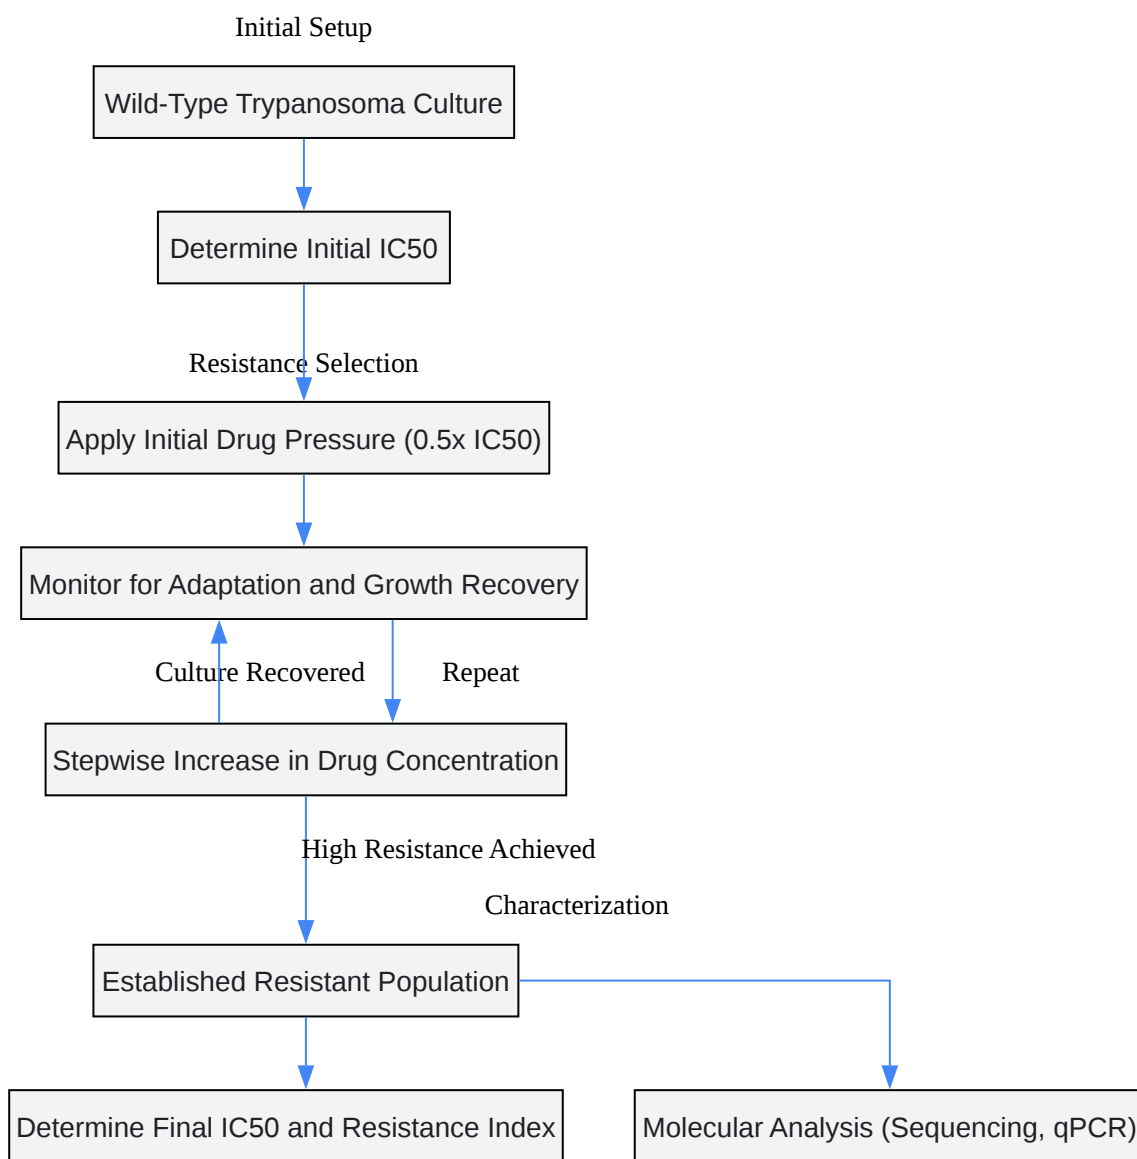 Initial Setup
Wild-Type Trypanosoma Culture
Determine Initial IC50
Resistance Selection
Apply Initial Drug Pressure (0.5x IC50)
Monitor for Adaptation and Growth Recovery
Culture Recovered
Repeat
Stepwise Increase in Drug Concentration
High Resistance Achieved
Characterization
Established Resistant Population
Determine Final IC50 and Resistance Index
Molecular Analysis (Sequencing, qPCR)